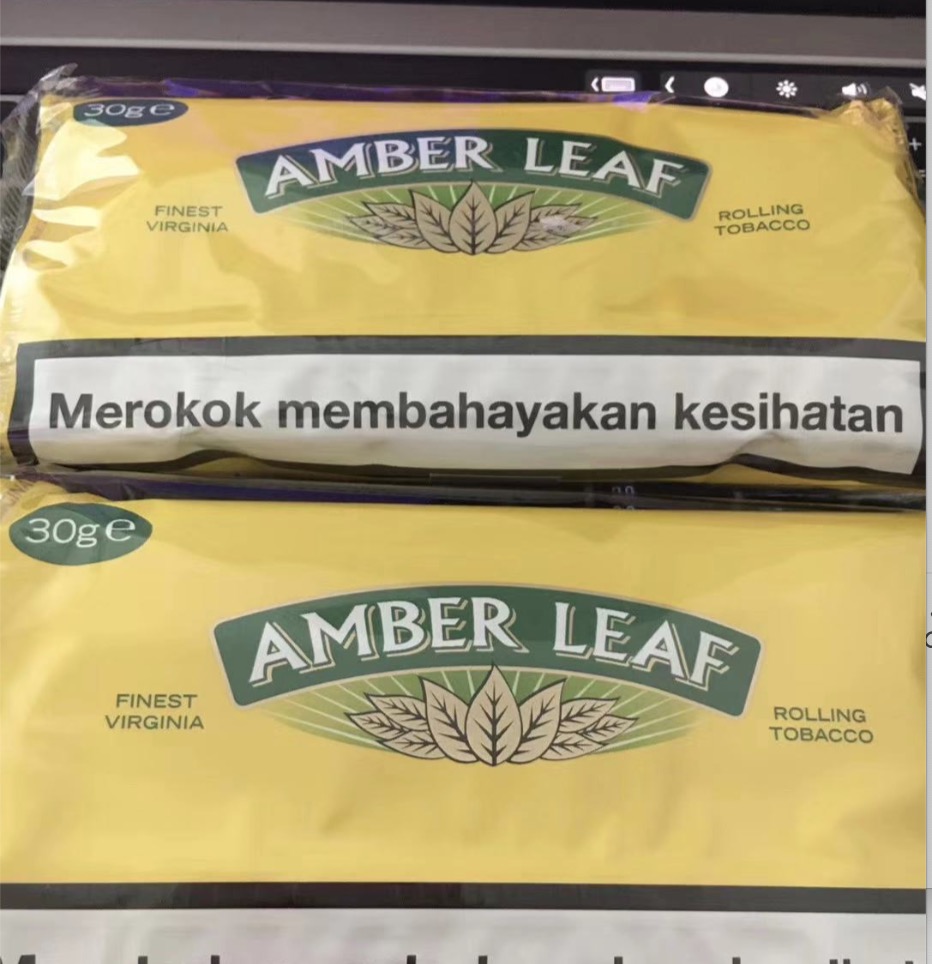 30g e
AMBER LEAF
FINEST
VIRGINIA
ROLLING
TOBACCO
Merokok membahayakan kesihatan
30g e
AMBER LEAF
FINEST
VIRGINIA
ROLLING
TOBACCO